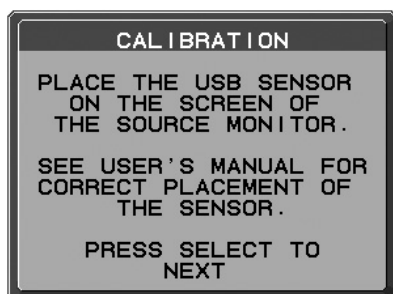 CALIBRATION
PLACE THE USB SENSOR
ON THE SCREEN OF
THE SOURCE MONITOR.
SEE USER'S MANUAL FOR
CORRECT PLACEMENT OF
THE SENSOR.
PRESS SELECT TO
NEXT